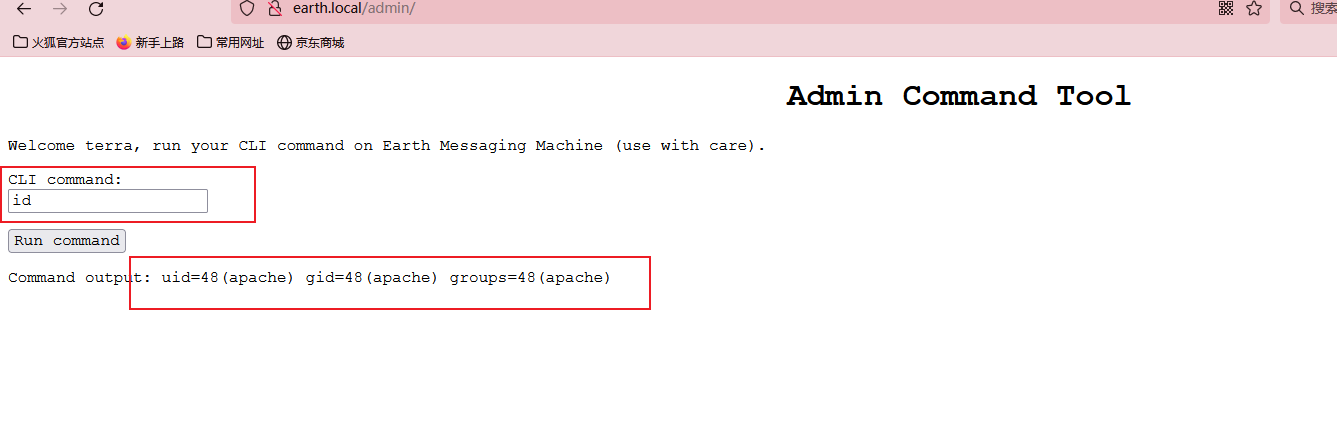 earth.local/admin/
搜索
火狐官方站点 新手上路 常用网址 京东商城
Admin Command Tool
Welcome terra, run your CLI command on Earth Messaging Machine (use with care).
CLI command:
id
Run command
Command output: uid=48(apache) gid=48(apache) groups=48(apache)